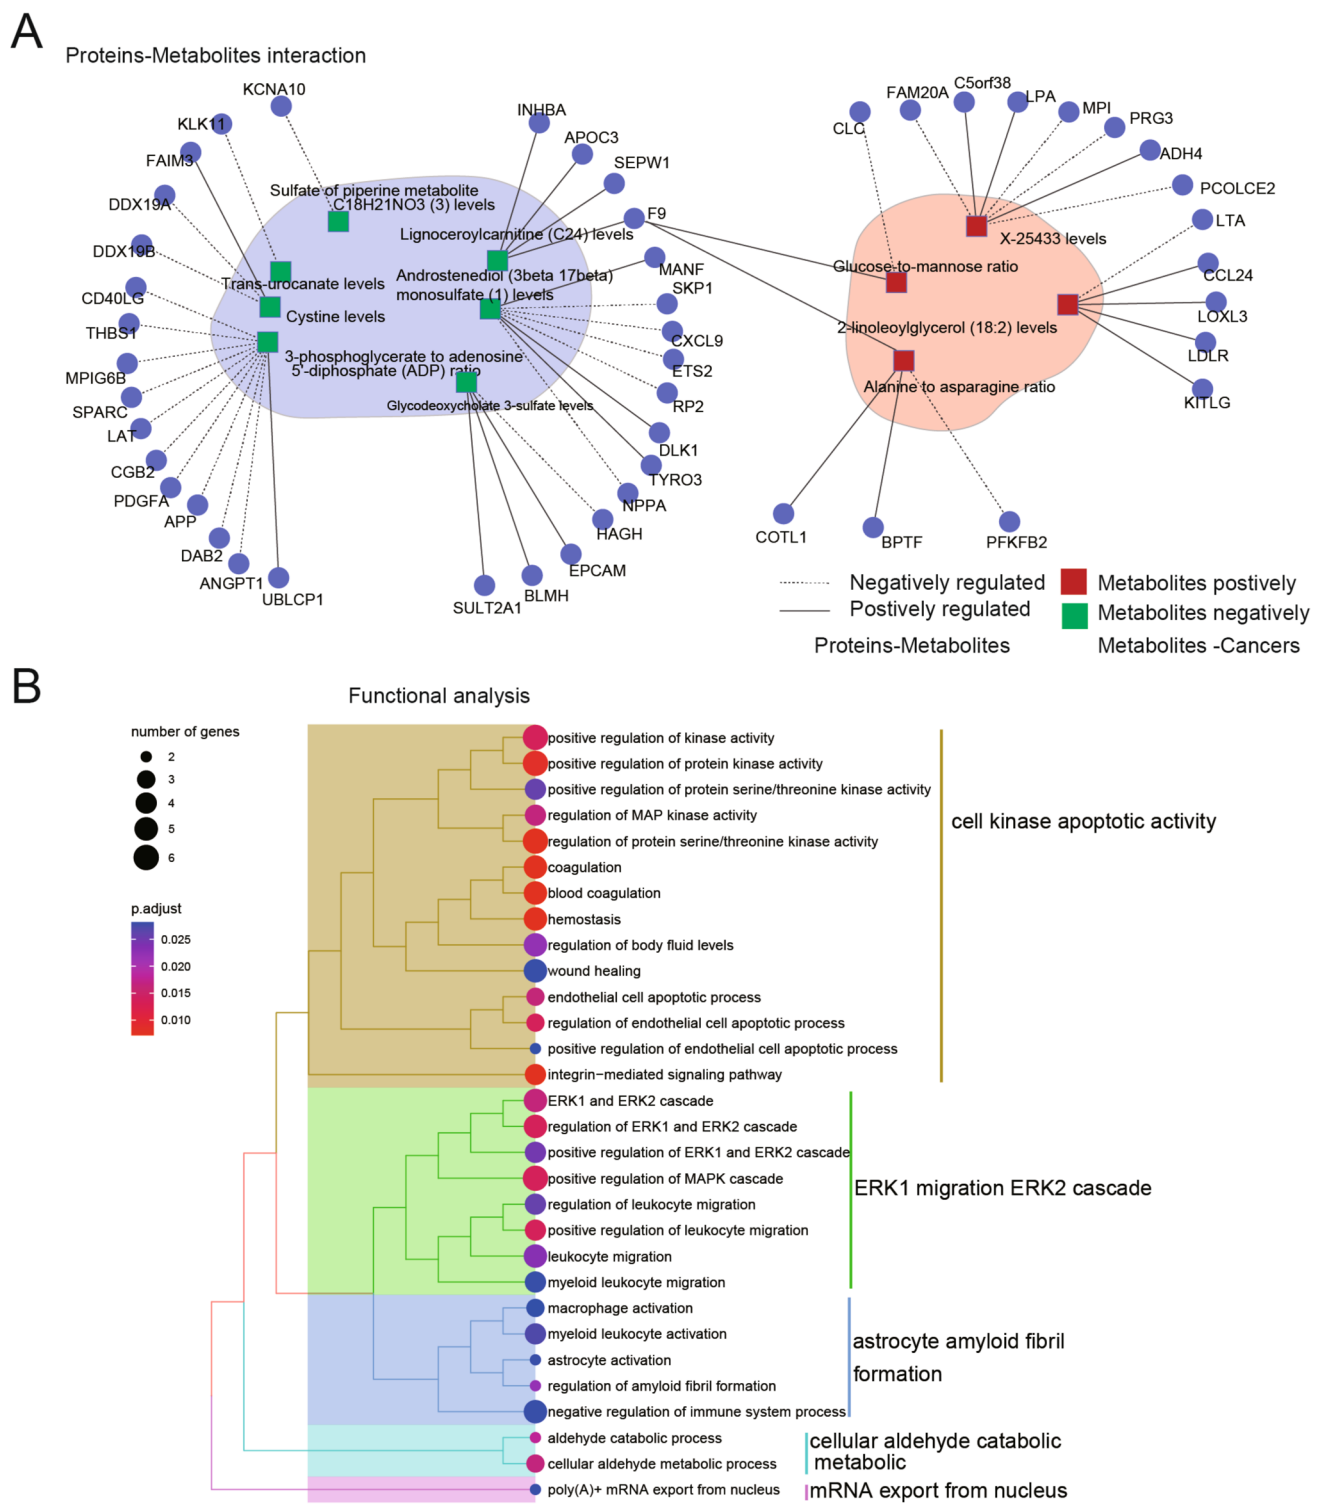 A
Proteins-Metabolites interaction
KCNA10
KLK11
FAIM3
DDX19A
DDX19B
CD40LG
THBS1
MPIG6B
SPARC
LAT
CGB2
PDGFA
APP
DAB2
ANGPT1
UBLCP1
INHBA
APOC3
SEPW1
F9
MANF
SKP1
CXCL9
ETS2
RP2
DLK1
TYRO3
NPPA
HAGH
EPCAM
BLMH
SULT2A1
Sulfate of piperine metabolite
C18H21NO3 (3) levels
Lignoceroylcarnitine (C24) levels
Trans-urocanate levels
Androstenediol (3beta 17beta)
monosulfate (1) levels
Cystine levels
3-phosphoglycerate to adenosine
5'-diphosphate (ADP) ratio
Glycodeoxycholate 3-sulfate levels
CLC
FAM20A
C5orf38
LPA
MPI
PRG3
ADH4
PCOLCE2
LTA
CCL24
LOXL3
LDLR
KITLG
X-25433 levels
Glucose-to-mannose ratio
2-linoleoylglycerol (18:2) levels
Alanine to asparagine ratio
COTL1
BPTF
PFKFB2
Negatively regulated
Postively regulated
Proteins-Metabolites
Metabolites postively
Metabolites negatively
Metabolites -Cancers
B
Functional analysis
number of genes
2
3
4
5
6
p.adjust
0.025
0.020
0.015
0.010
positive regulation of kinase activity
positive regulation of protein kinase activity
positive regulation of protein serine/threonine kinase activity
regulation of MAP kinase activity
regulation of protein serine/threonine kinase activity
coagulation
blood coagulation
hemostasis
regulation of body fluid levels
wound healing
endothelial cell apoptotic process
regulation of endothelial cell apoptotic process
positive regulation of endothelial cell apoptotic process
integrin−mediated signaling pathway
ERK1 and ERK2 cascade
regulation of ERK1 and ERK2 cascade
positive regulation of ERK1 and ERK2 cascade
positive regulation of MAPK cascade
regulation of leukocyte migration
positive regulation of leukocyte migration
leukocyte migration
myeloid leukocyte migration
macrophage activation
myeloid leukocyte activation
astrocyte activation
regulation of amyloid fibril formation
negative regulation of immune system process
aldehyde catabolic process
cellular aldehyde metabolic process
poly(A)+ mRNA export from nucleus
cell kinase apoptotic activity
ERK1 migration ERK2 cascade
astrocyte amyloid fibril
formation
cellular aldehyde catabolic
metabolic
mRNA export from nucleus